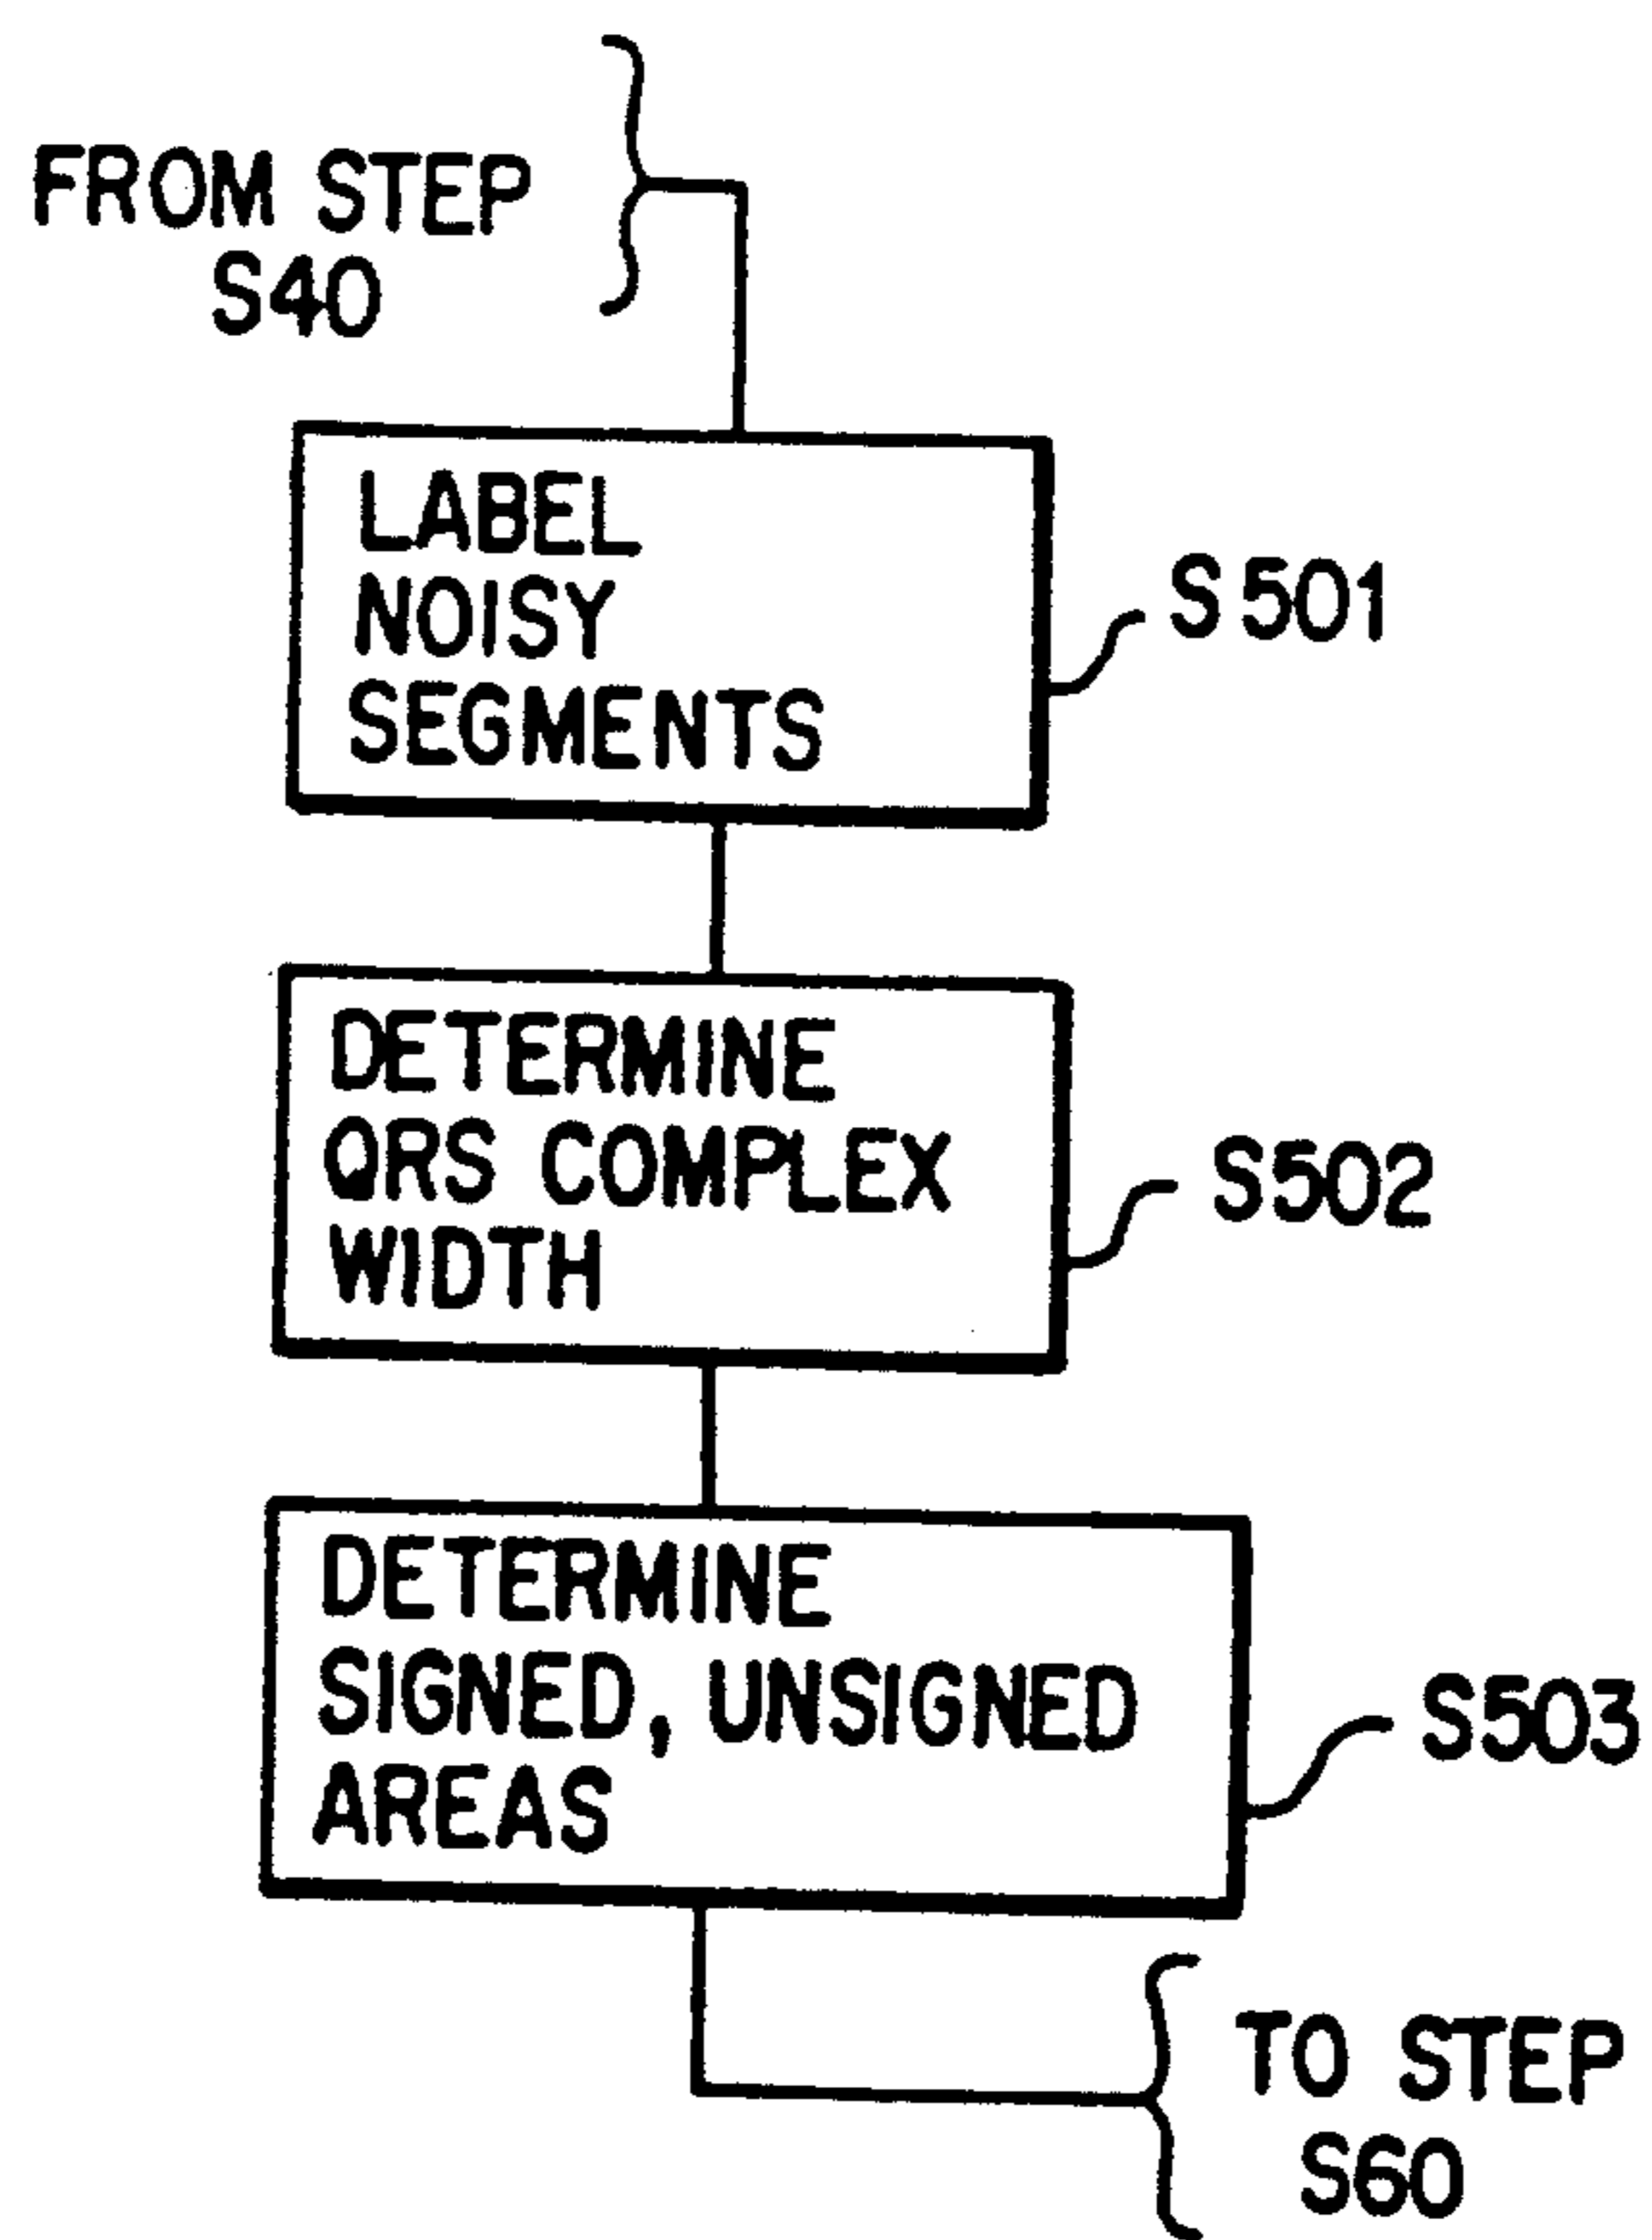 FROM STEP
S40
LABEL
NOISY
SEGMENTS
S501
DETERMINE
QRS COMPLEX
WIDTH
S502
DETERMINE
SIGNED, UNSIGNED
AREAS
S503
TO STEP
S60